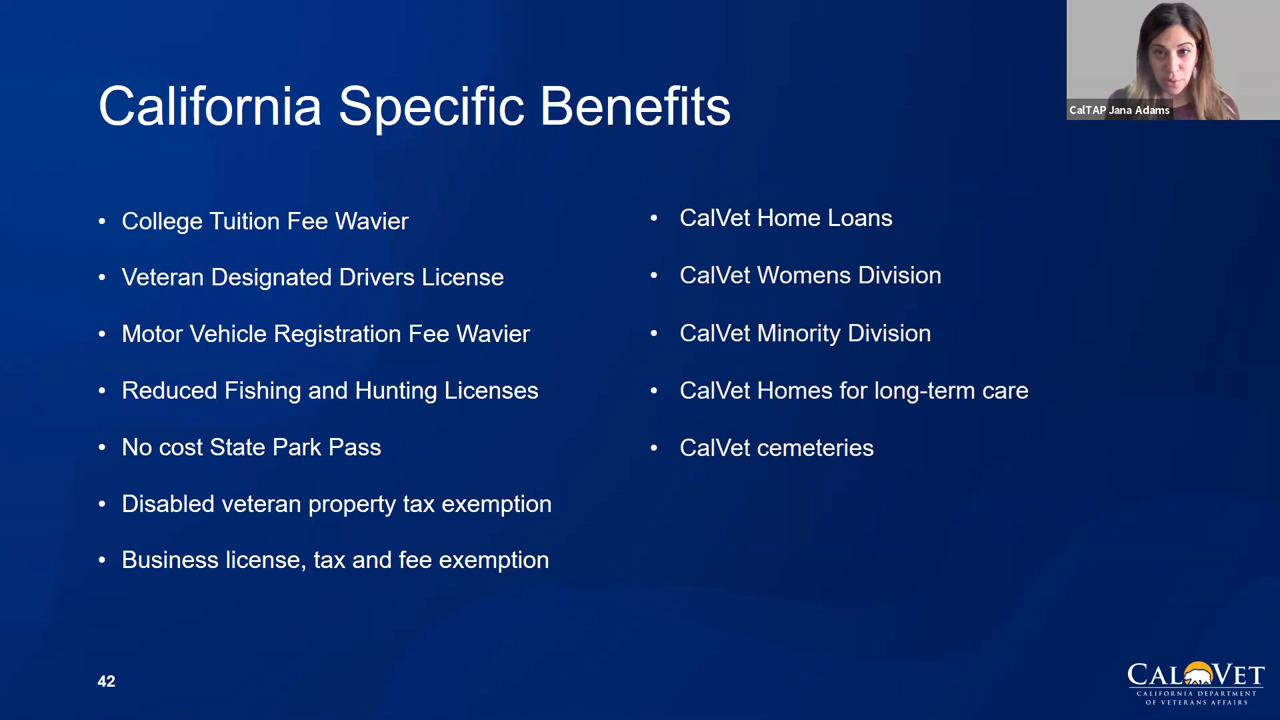 California Specific Benefits
CalTAP Jana Adams
• College Tuition Fee Wavier
• Veteran Designated Drivers License
• Motor Vehicle Registration Fee Wavier
• Reduced Fishing and Hunting Licenses
• No cost State Park Pass
• Disabled veteran property tax exemption
• Business license, tax and fee exemption
• CalVet Home Loans
• CalVet Womens Division
• CalVet Minority Division
• CalVet Homes for long-term care
• CalVet cemeteries
42
CALVET
CALIFORNIA DEPARTMENT
OF VETERANS AFFAIRS